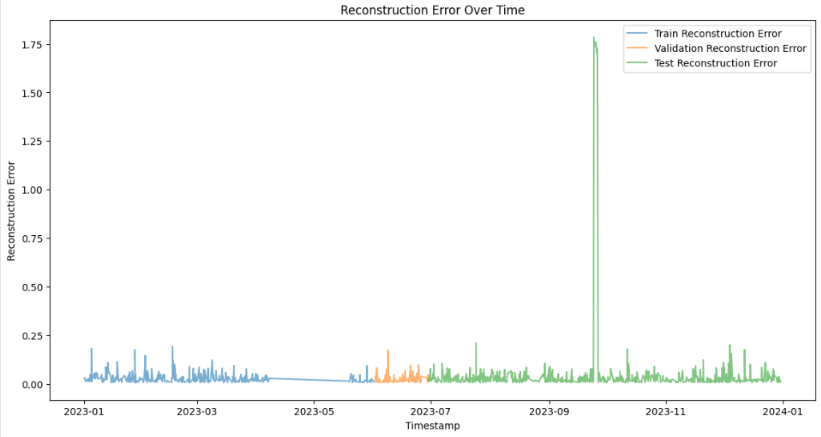 Reconstruction Error Over Time
Train Reconstruction Error
Validation Reconstruction Error
Test Reconstruction Error
Reconstruction Error
1.75
1.50
1.25
1.00
0.75
0.50
0.25
0.00
2023-01
2023-03
2023-05
2023-07
2023-09
2023-11
2024-01
Timestamp